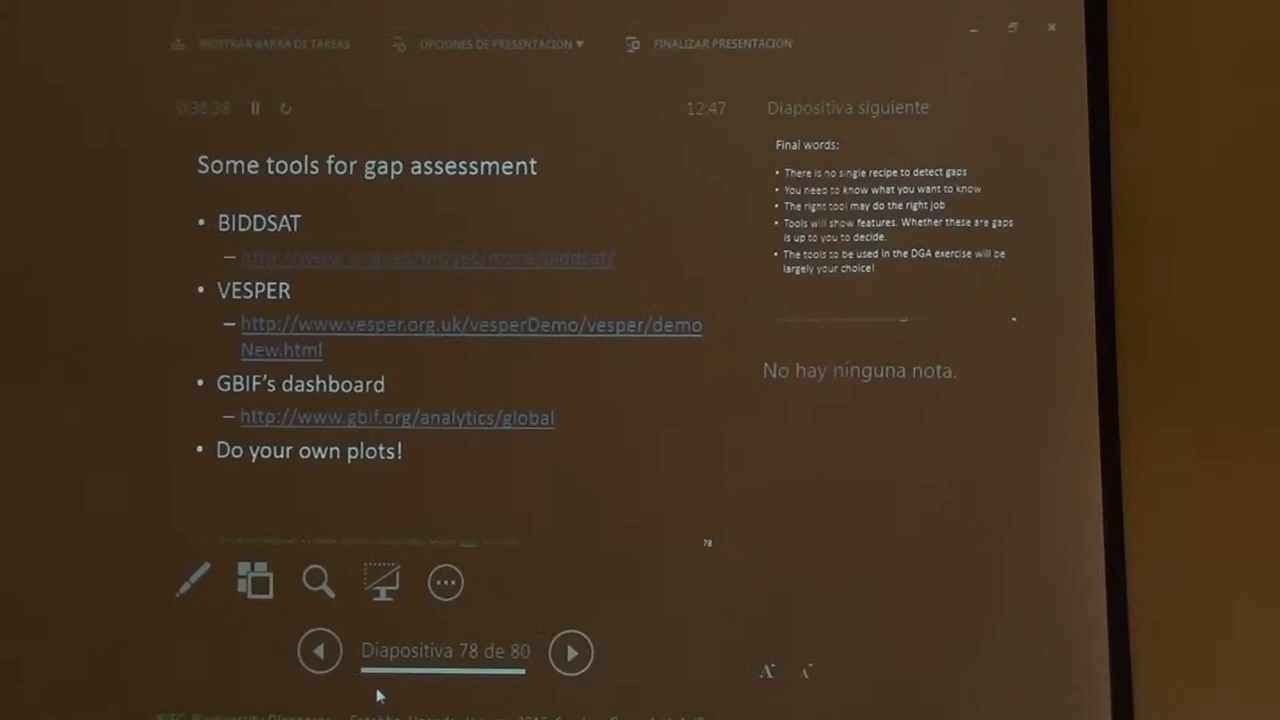 MOSTRAR BARRA DE TAREAS
OPCIONES DE PRESENTACIÓN ▼
FINALIZAR PRESENTACIÓN
0:38:38
12:47
Diapositiva siguiente
Some tools for gap assessment
• BIDDSAT
• VESPER
– http://www.vesper.org.uk/vesperDemo/vesper/demo
New.html
• GBIF's dashboard
– http://www.gbif.org/analytics/global
• Do your own plots!
78
Final words:
• There is no single recipe to detect gaps
• You need to know what you want to know
• The right tool may do the right job
• Tools will show features. Whether these are gaps
is up to you to decide.
• The tools to be used in the DGA exercise will be
largely your choice!
No hay ninguna nota.
Diapositiva 78 de 80
A A